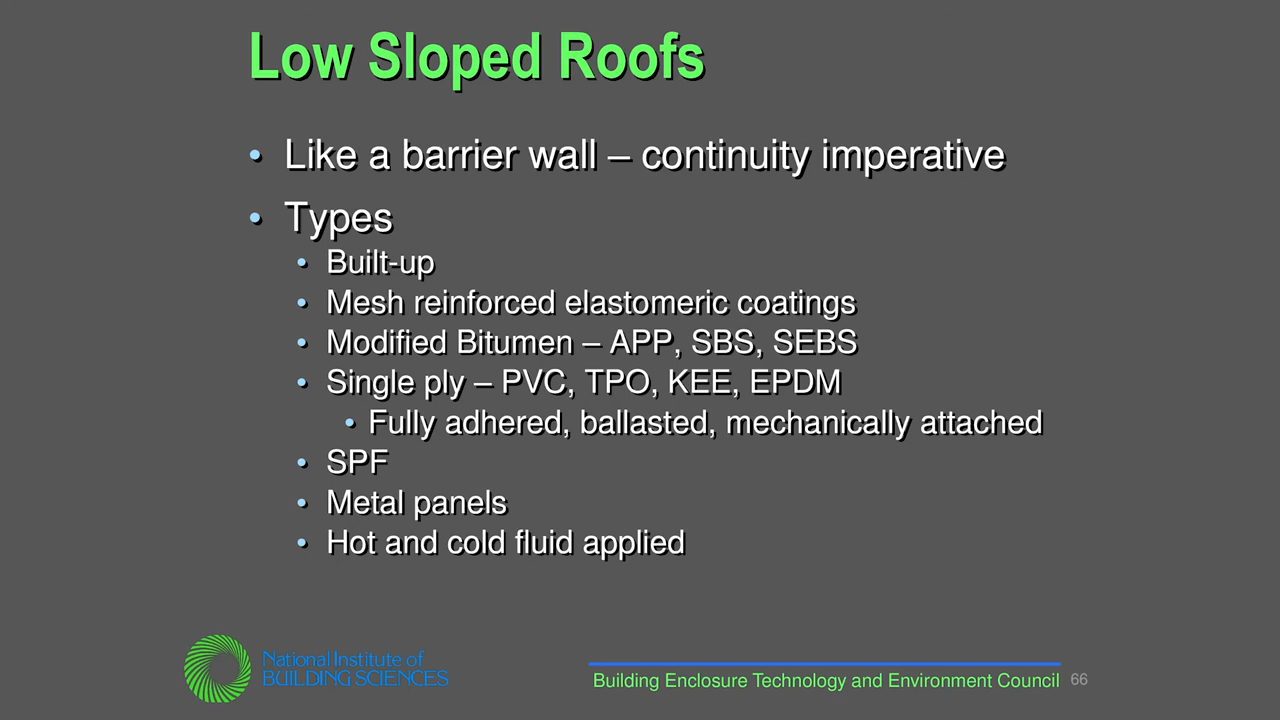 Low Sloped Roofs
• Like a barrier wall – continuity imperative
• Types
• Built-up
• Mesh reinforced elastomeric coatings
• Modified Bitumen – APP, SBS, SEBS
• Single ply – PVC, TPO, KEE, EPDM
• Fully adhered, ballasted, mechanically attached
• SPF
• Metal panels
• Hot and cold fluid applied
National Institute of
BUILDING SCIENCES
Building Enclosure Technology and Environment Council 66